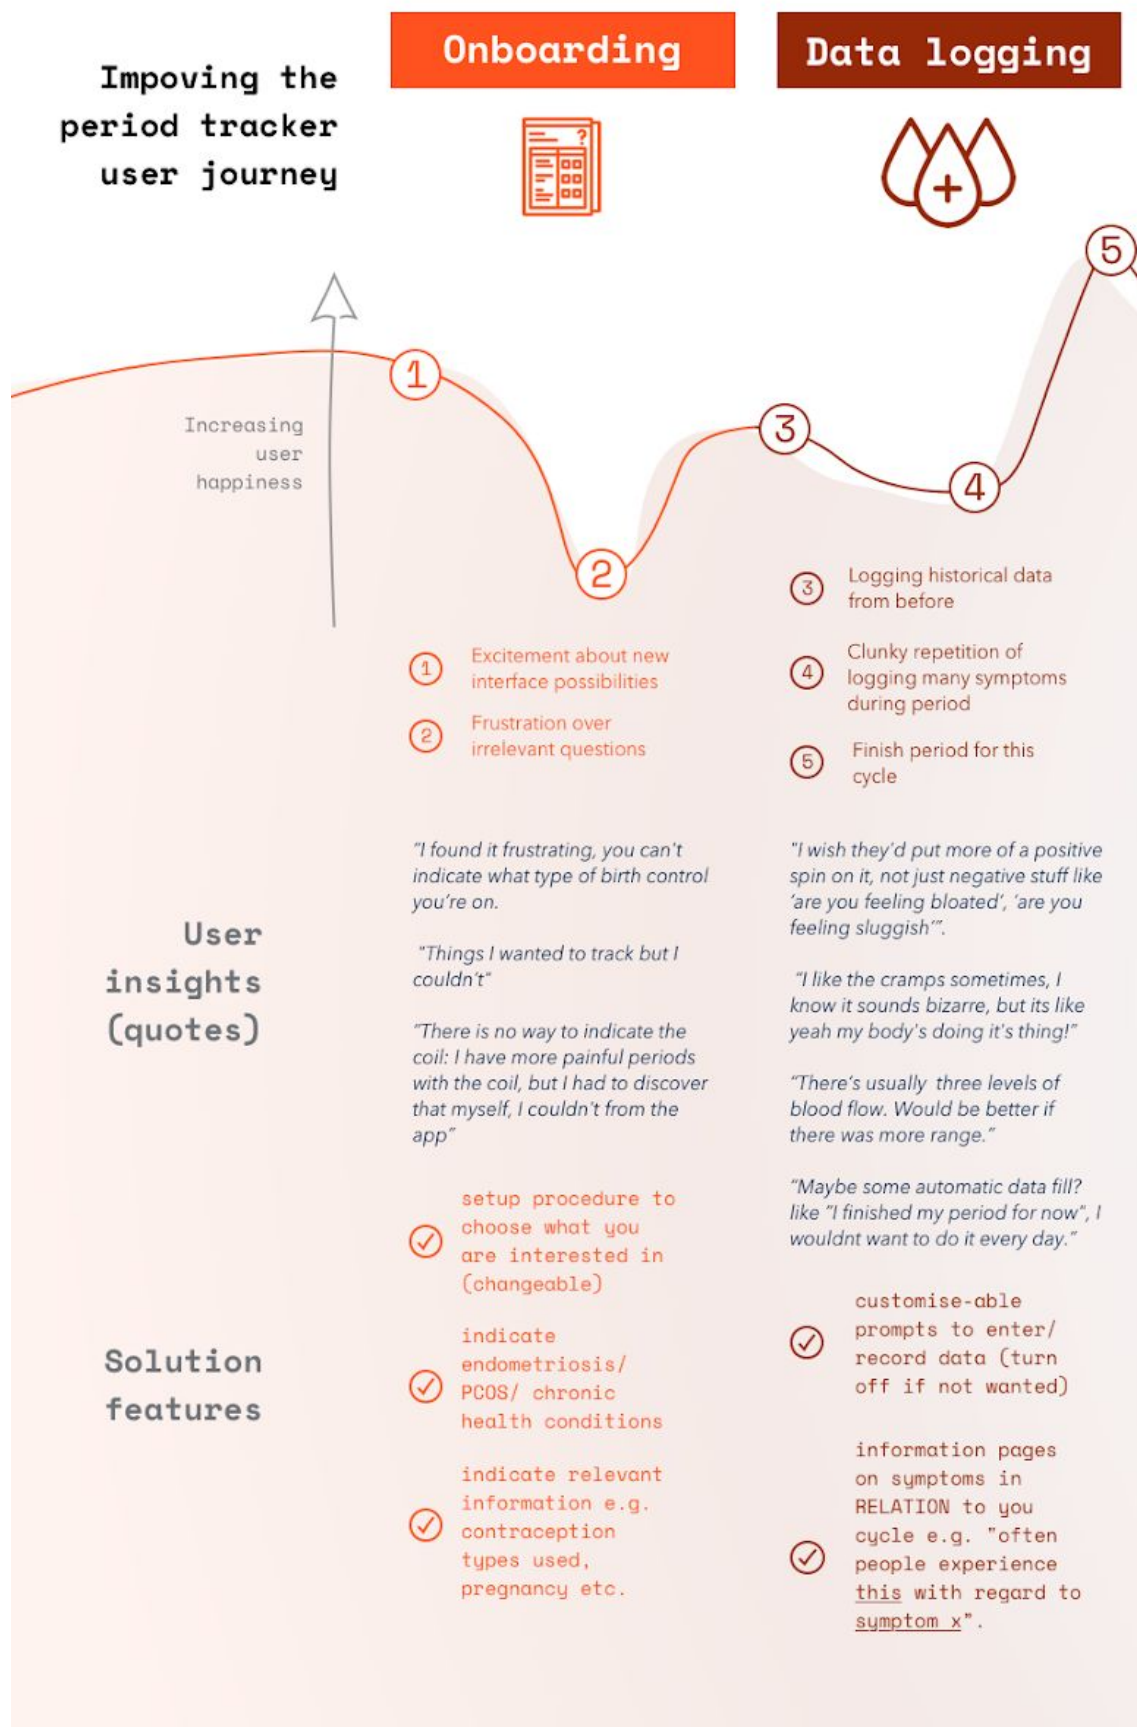 Impoving the
period tracker
user journey
Onboarding
?
Data logging
Increasing
user
happiness
1
2
3
4
5
1 Excitement about new
interface possibilities
2 Frustration over
irrelevant questions
3 Logging historical data
from before
4 Clunky repetition of
logging many symptoms
during period
5 Finish period for this
cycle
User
insights
(quotes)
"I found it frustrating, you can't
indicate what type of birth control
you're on.
"Things I wanted to track but I
couldn't"
"There is no way to indicate the
coil: I have more painful periods
with the coil, but I had to discover
that myself, I couldn't from the
app"
"I wish they'd put more of a positive
spin on it, not just negative stuff like
'are you feeling bloated', 'are you
feeling sluggish'".
"I like the cramps sometimes, I
know it sounds bizarre, but its like
yeah my body's doing it's thing!"
"There's usually three levels of
blood flow. Would be better if
there was more range."
"Maybe some automatic data fill?
like "I finished my period for now", I
wouldnt want to do it every day."
Solution
features
setup procedure to
choose what you
are interested in
(changeable)
indicate
endometriosis/
PCOS/ chronic
health conditions
indicate relevant
information e.g.
contraception
types used,
pregnancy etc.
customise-able
prompts to enter/
record data (turn
off if not wanted)
information pages
on symptoms in
RELATION to you
cycle e.g. "often
people experience
this with regard to
symptom x".